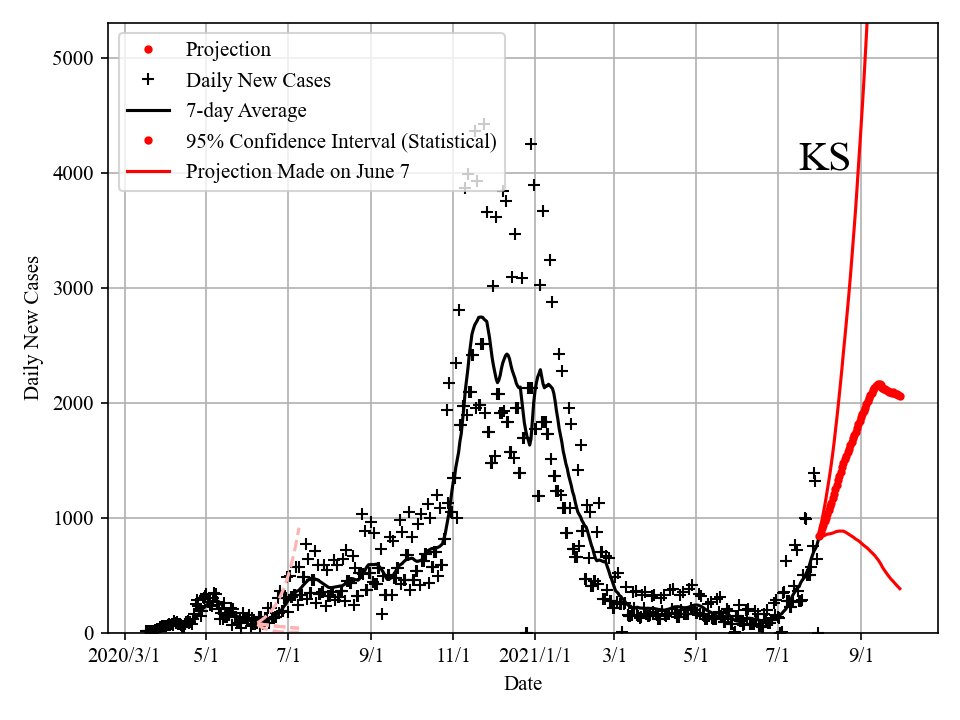 5000
4000
3000
2000
1000
0
Daily New Cases
Projection
Daily New Cases
7-day Average
95% Confidence Interval (Statistical)
Projection Made on June 7
KS
2020/3/1 5/1 7/1 9/1 11/1 2021/1/1 3/1 5/1 7/1 9/1
Date